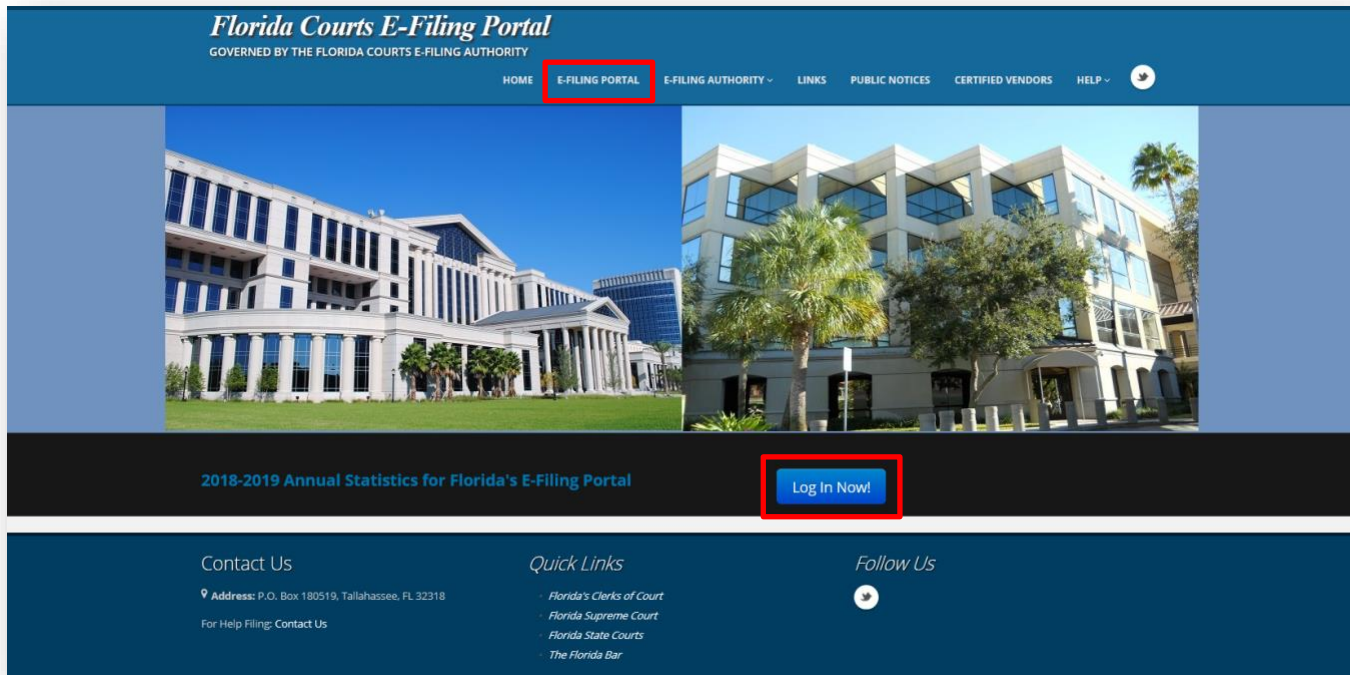 Florida Courts E-Filing Portal
GOVERNED BY THE FLORIDA COURTS E-FILING AUTHORITY
HOME E-FILING PORTAL E-FILING AUTHORITY LINKS PUBLIC NOTICES CERTIFIED VENDORS HELP
2018-2019 Annual Statistics for Florida's E-Filing Portal
Log In Now!
Contact Us
Address: P.O. Box 180519, Tallahassee, FL 32318
For Help Filing: Contact Us
Quick Links
Florida's Clerks of Court
Florida Supreme Court
Florida State Courts
The Florida Bar
Follow Us